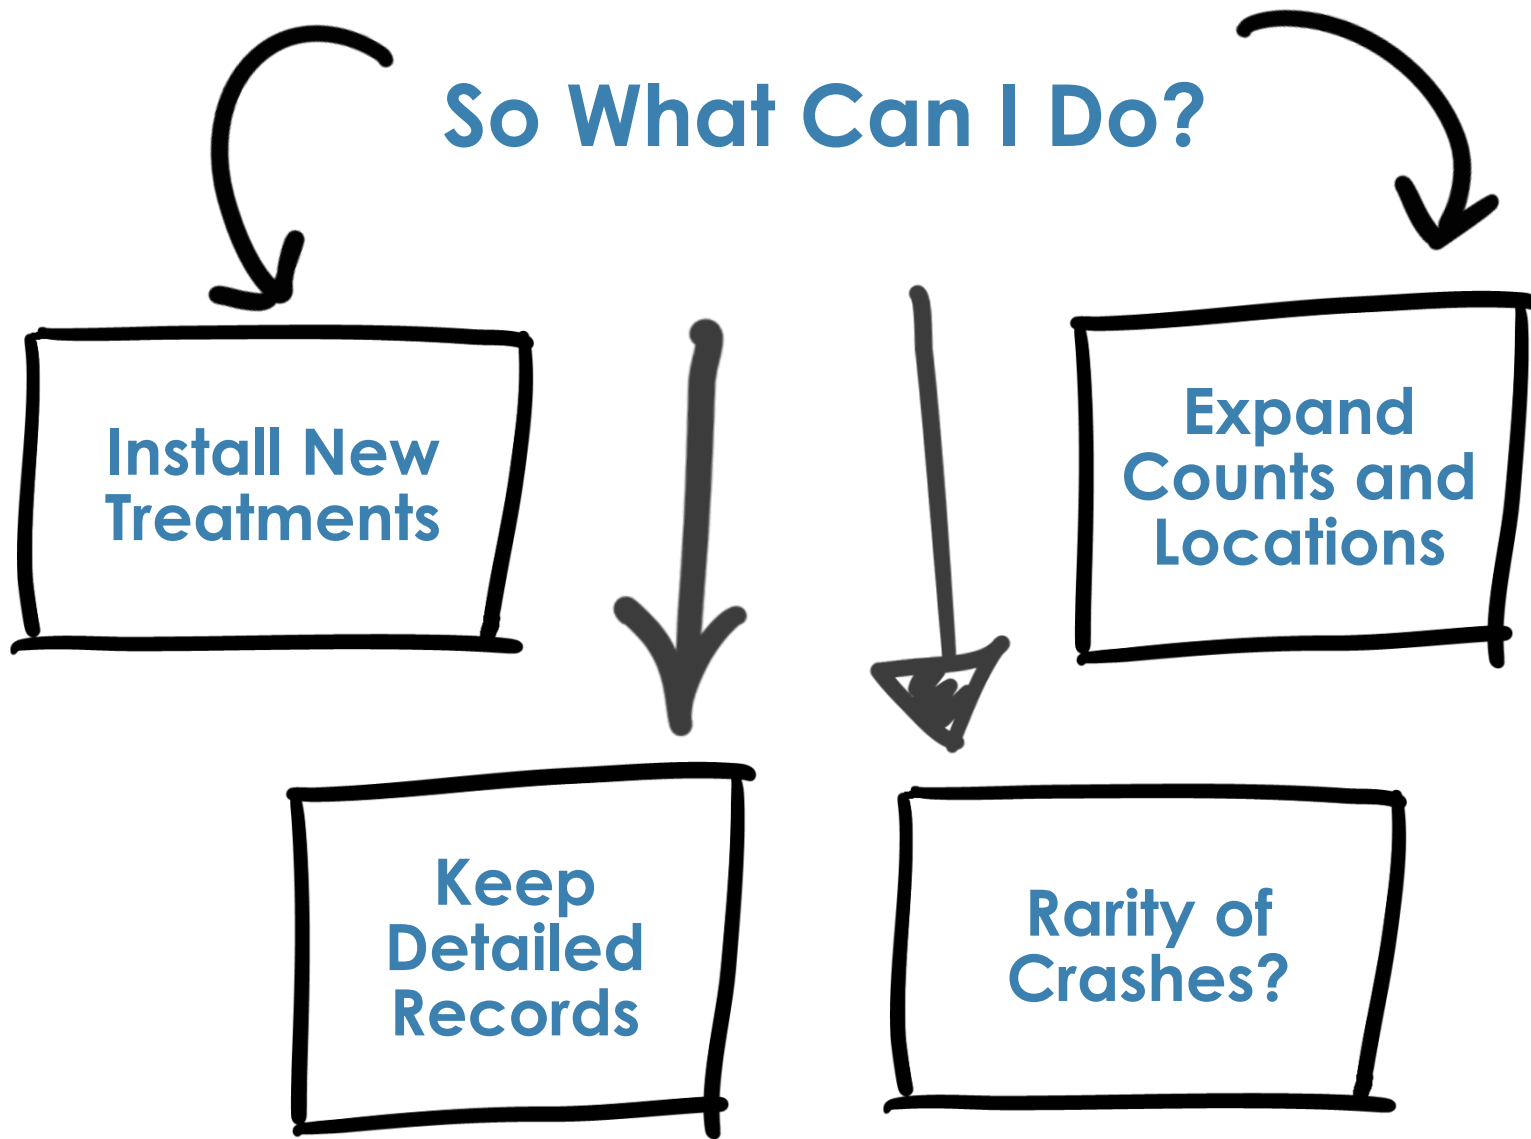 So What Can I Do?
Install New
Treatments
Expand
Counts and
Locations
Keep
Detailed
Records
Rarity of
Crashes?